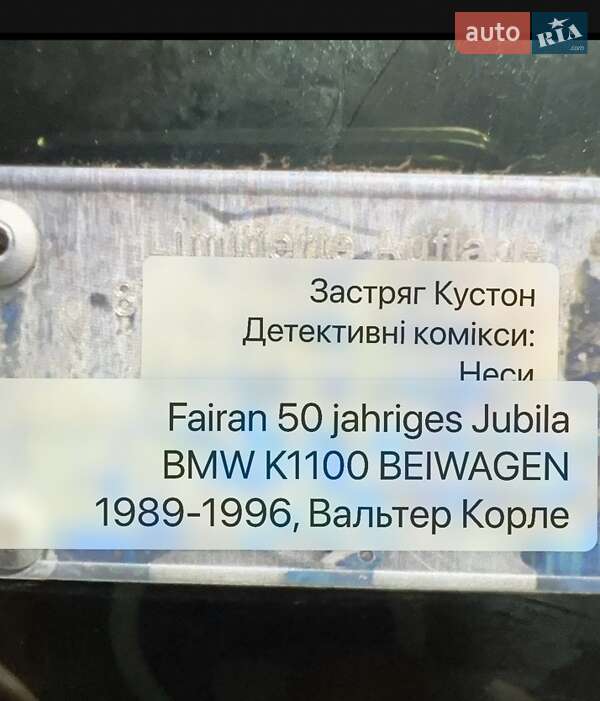 auto RIA.com
Limitierte Auflage
Застряг Кустон
Детективні комікси:
Неси
Fairan 50 jahriges Jubila
BMW K1100 BEIWAGEN
1989-1996, Вальтер Корле